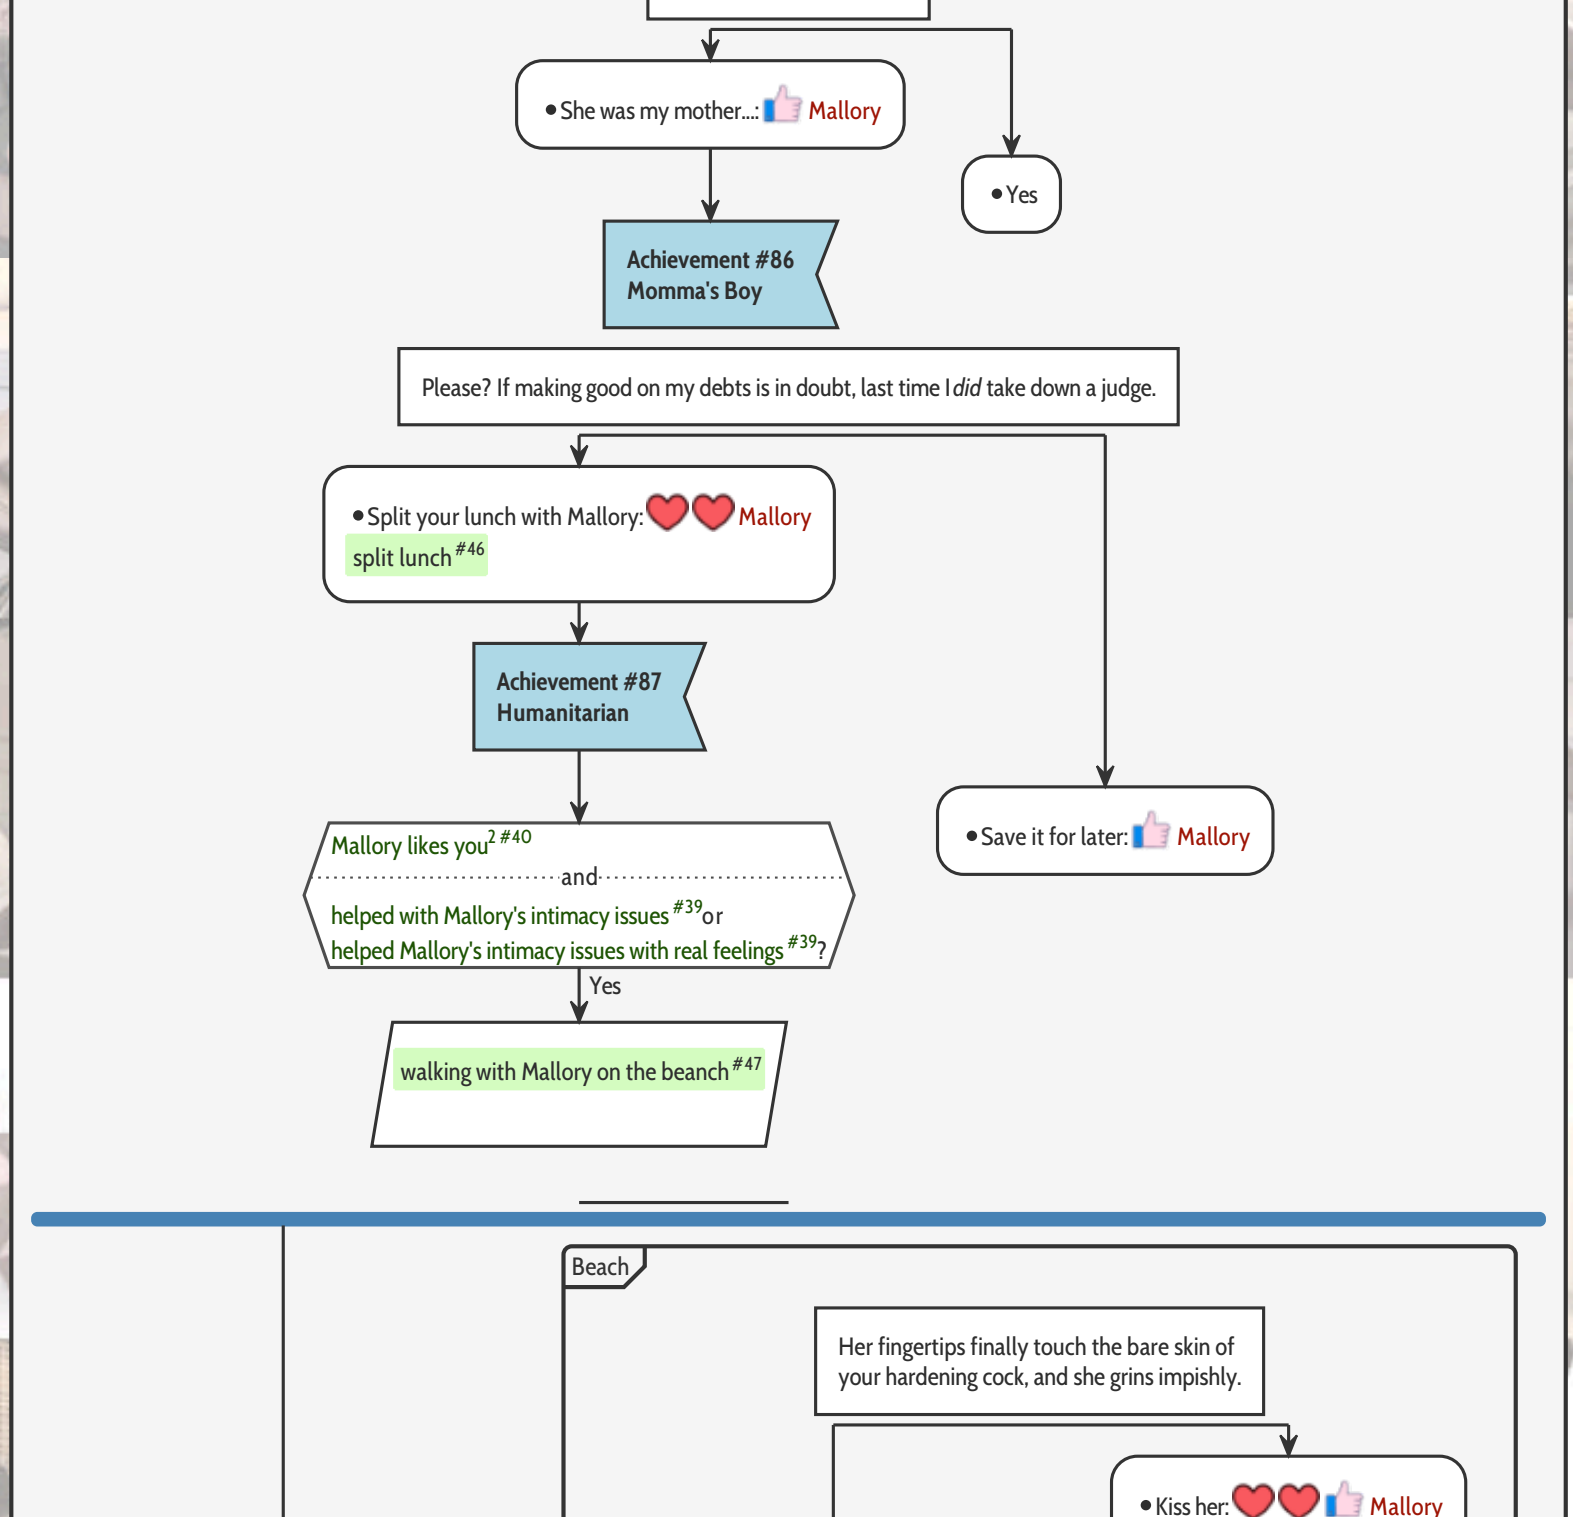 •She was my mother...: Mallory
•Yes
Achievement #86
Momma's Boy
Please? If making good on my debts is in doubt, last time I did take down a judge.
•Split your lunch with Mallory: Mallory
split lunch #46
Achievement #87
Humanitarian
•Save it for later: Mallory
Mallory likes you2 #40
and
helped with Mallory's intimacy issues #39or
helped Mallory's intimacy issues with real feelings #39?
Yes
walking with Mallory on the beanch #47
Beach
Her fingertips finally touch the bare skin of
your hardening cock, and she grins impishly.
•Kiss her: Mallory